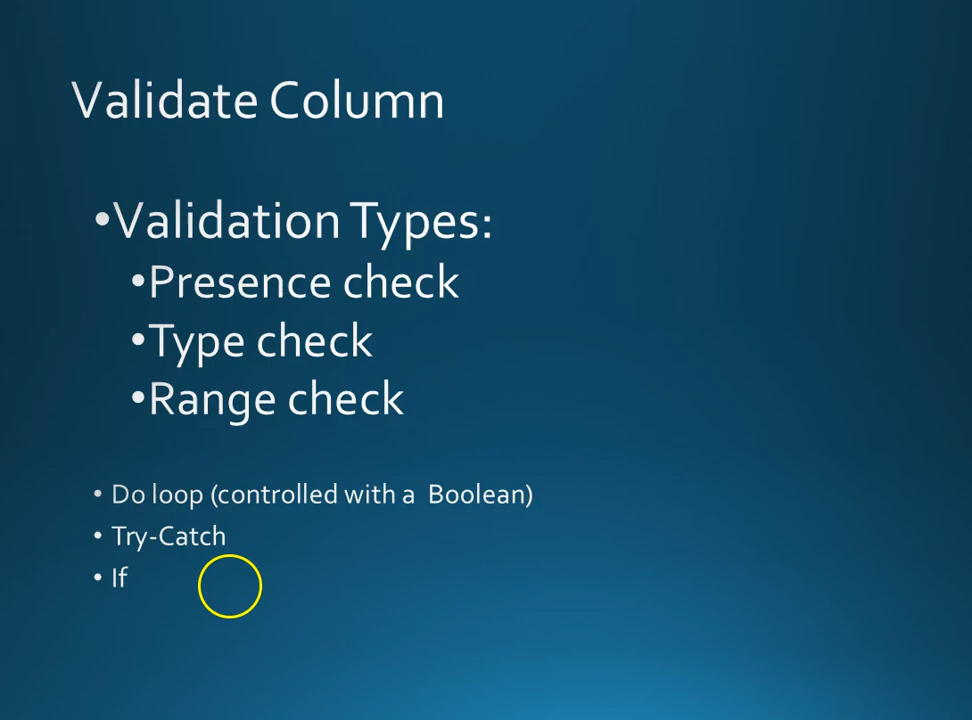 Validate Column
•Validation Types:
•Presence check
•Type check
•Range check
• Do loop (controlled with a  Boolean)
• Try-Catch
• If